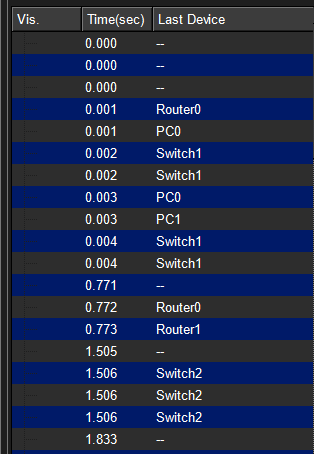 Vis. Time(sec) Last Device
0.000 --
0.000 --
0.000 --
0.001 Router0
0.001 PC0
0.002 Switch1
0.002 Switch1
0.003 PC0
0.003 PC1
0.004 Switch1
0.004 Switch1
0.771 --
0.772 Router0
0.773 Router1
1.505 --
1.506 Switch2
1.506 Switch2
1.506 Switch2
1.833 --